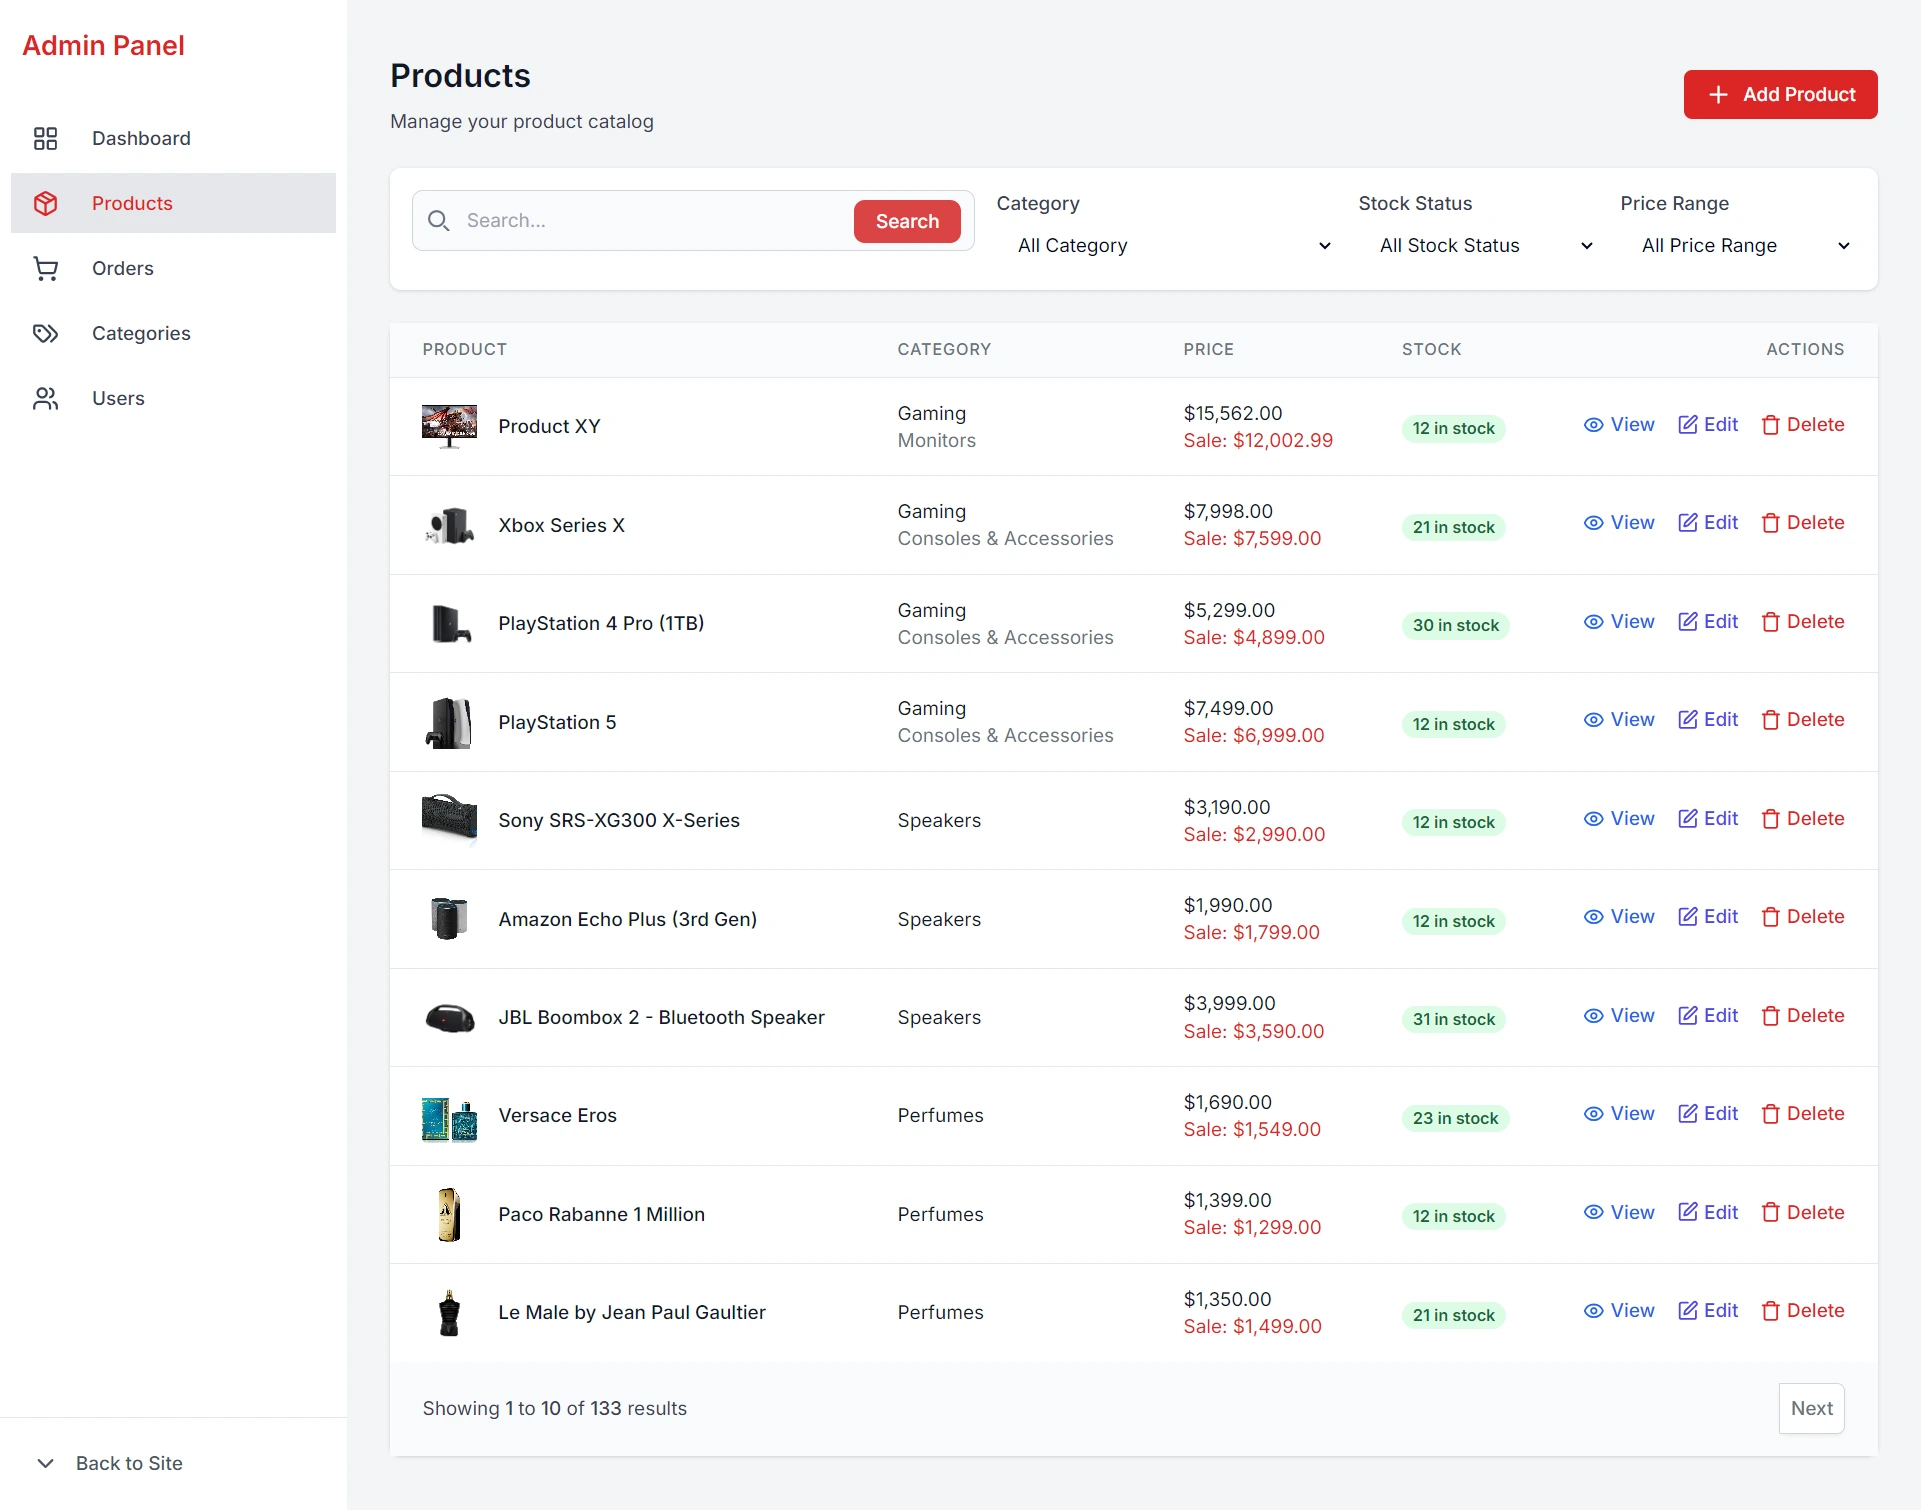 Admin Panel
Dashboard
Products
Orders
Categories
Users
Back to Site
Products
Manage your product catalog
Add Product
Search...
Search
Category
All Category
Stock Status
All Stock Status
Price Range
All Price Range
PRODUCT CATEGORY PRICE STOCK ACTIONS
Product XY
Gaming
Monitors
$15,562.00
Sale: $12,002.99
12 in stock
View Edit Delete
Xbox Series X
Gaming
Consoles & Accessories
$7,998.00
Sale: $7,599.00
21 in stock
View Edit Delete
PlayStation 4 Pro (1TB)
Gaming
Consoles & Accessories
$5,299.00
Sale: $4,899.00
30 in stock
View Edit Delete
PlayStation 5
Gaming
Consoles & Accessories
$7,499.00
Sale: $6,999.00
12 in stock
View Edit Delete
Sony SRS-XG300 X-Series
Speakers
$3,190.00
Sale: $2,990.00
12 in stock
View Edit Delete
Amazon Echo Plus (3rd Gen)
Speakers
$1,990.00
Sale: $1,799.00
12 in stock
View Edit Delete
JBL Boombox 2 - Bluetooth Speaker
Speakers
$3,999.00
Sale: $3,590.00
31 in stock
View Edit Delete
Versace Eros
Perfumes
$1,690.00
Sale: $1,549.00
23 in stock
View Edit Delete
Paco Rabanne 1 Million
Perfumes
$1,399.00
Sale: $1,299.00
12 in stock
View Edit Delete
Le Male by Jean Paul Gaultier
Perfumes
$1,350.00
Sale: $1,499.00
21 in stock
View Edit Delete
Showing 1 to 10 of 133 results
Next